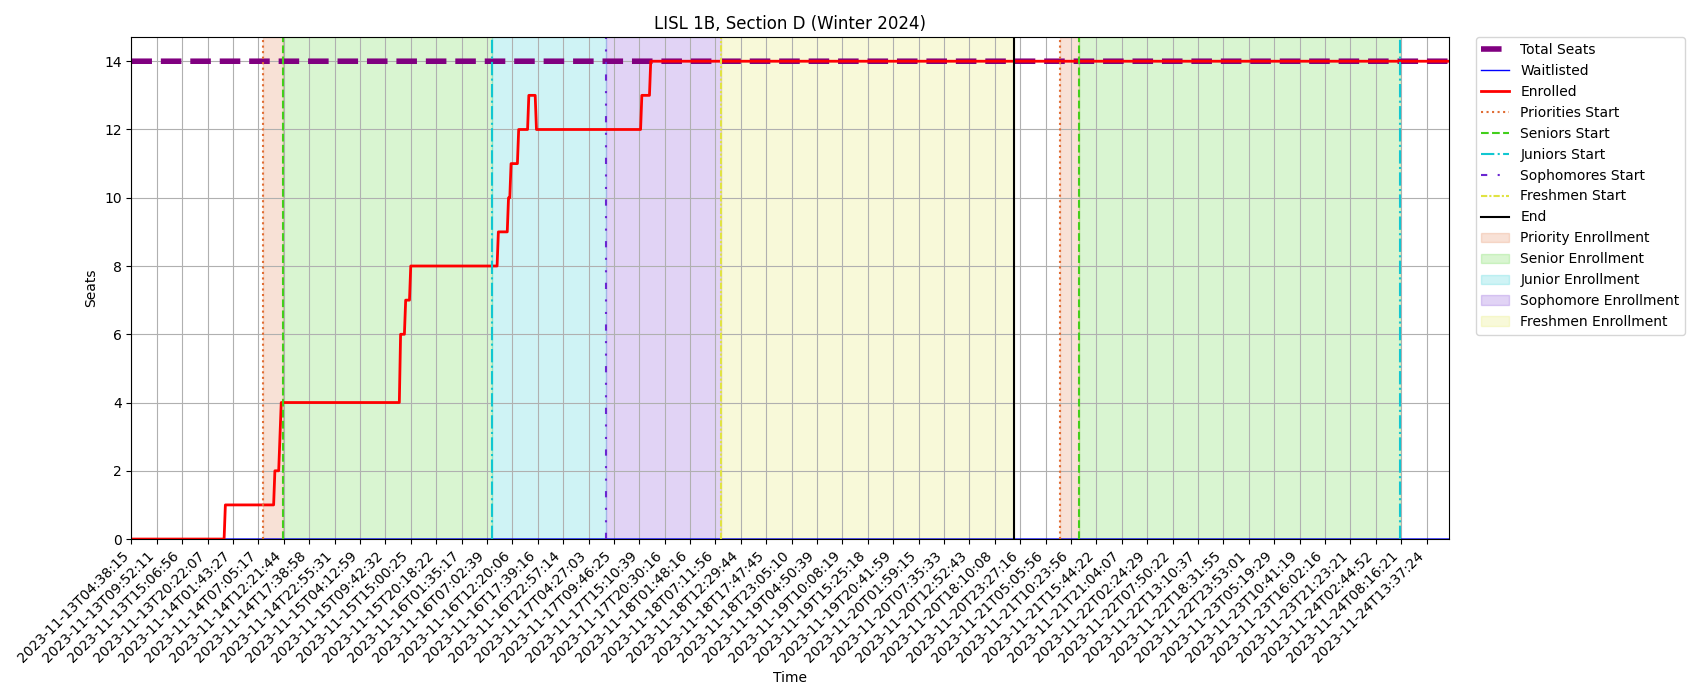 LISL 1B, Section D (Winter 2024)
Seats
14
12
10
8
6
4
2
0
2023-11-13T04:38:15
2023-11-13T09:52:11
2023-11-13T15:06:56
2023-11-13T20:22:07
2023-11-14T01:43:27
2023-11-14T07:05:17
2023-11-14T12:21:44
2023-11-14T17:38:58
2023-11-14T22:55:31
2023-11-15T04:12:59
2023-11-15T09:42:32
2023-11-15T15:00:25
2023-11-15T20:18:22
2023-11-16T01:35:17
2023-11-16T07:02:39
2023-11-16T12:20:06
2023-11-16T17:39:16
2023-11-16T22:57:14
2023-11-17T04:27:03
2023-11-17T09:46:25
2023-11-17T15:10:39
2023-11-17T20:30:16
2023-11-18T01:48:16
2023-11-18T07:11:56
2023-11-18T12:29:44
2023-11-18T17:47:45
2023-11-18T23:05:10
2023-11-19T04:50:39
2023-11-19T10:08:19
2023-11-19T15:25:18
2023-11-19T20:41:59
2023-11-20T01:59:15
2023-11-20T07:35:33
2023-11-20T12:52:43
2023-11-20T18:10:08
2023-11-20T23:27:16
2023-11-21T05:05:56
2023-11-21T10:23:56
2023-11-21T15:44:22
2023-11-21T21:04:07
2023-11-22T02:24:29
2023-11-22T07:50:22
2023-11-22T13:10:37
2023-11-22T18:31:55
2023-11-22T23:53:01
2023-11-23T05:19:29
2023-11-23T10:41:19
2023-11-23T16:02:16
2023-11-23T21:23:21
2023-11-24T02:44:52
2023-11-24T08:16:21
2023-11-24T13:37:24
Time
Total Seats
Waitlisted
Enrolled
Priorities Start
Seniors Start
Juniors Start
Sophomores Start
Freshmen Start
End
Priority Enrollment
Senior Enrollment
Junior Enrollment
Sophomore Enrollment
Freshmen Enrollment